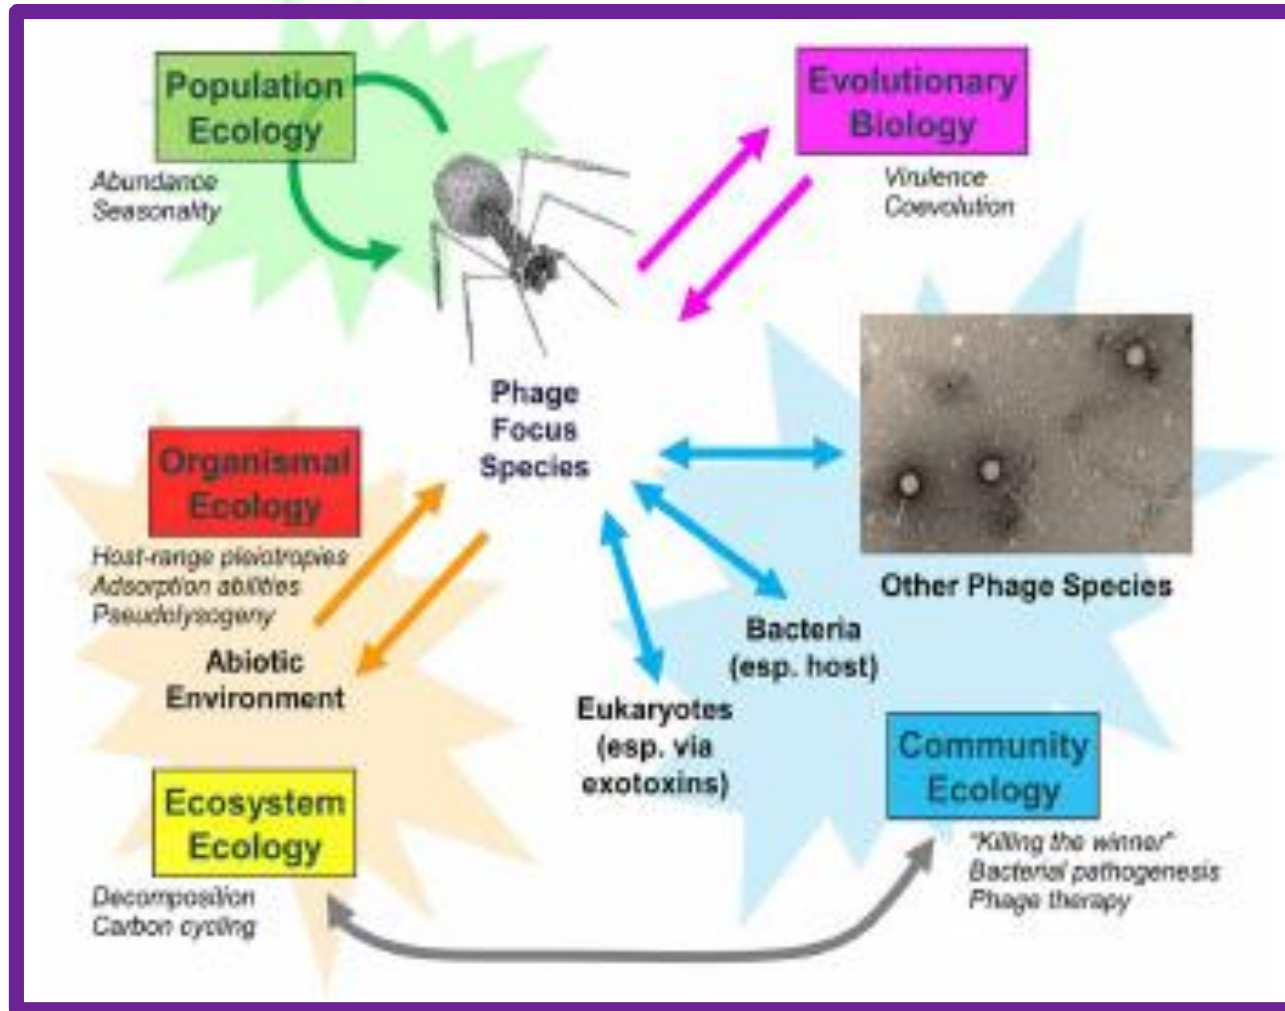 Population
Ecology
Abundance
Seasonality
Evolutionary
Biology
Virulence
Coevolution
Phage
Focus
Species
Organismal
Ecology
Host-range pleiotropies
Adsorption abilities
Pseudolysogeny
Abiotic
Environment
Other Phage Species
Bacteria
(esp. host)
Eukaryotes
(esp. via
exotoxins)
Ecosystem
Ecology
Decomposition
Carbon cycling
Community
Ecology
"Killing the winner"
Bacterial pathogenesis
Phage therapy